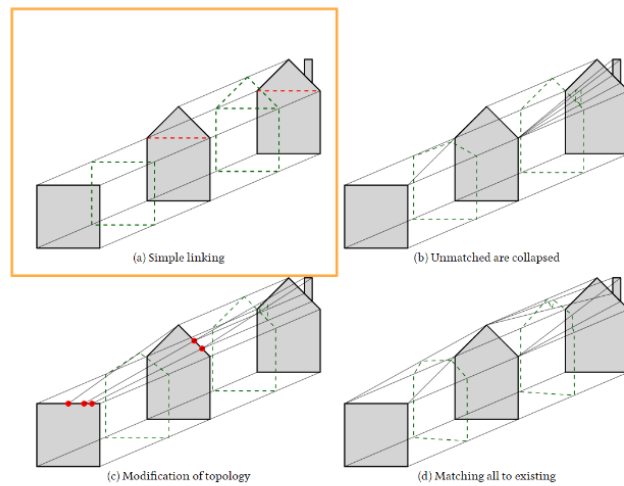 (a) Simple linking
(b) Unmatched are collapsed
(c) Modification of topology
(d) Matching all to existing